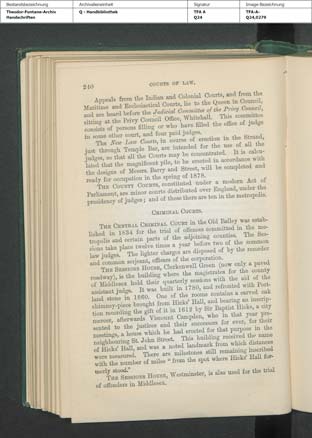 Bestandsbezeichnung
Archivalieneinheit
Signatur
Image-Bezeichnung
Theodor-Fontane-Archiv
Handschriften
Q - Handbibliothek
TFA A
Q24
TFA-A-
Q24,0279
240 COURTS OF LAW.
Appeals from the Indian and Colonial Courts, and from the
Maritime and Ecclesiastical Courts, lie to the Queen in Council,
and are heard before the Judicial Committee of the Privy Council,
sitting at the Privy Council Office, Whitehall. This committee
consists of persons filling or who have filled the office of judge
in some other court, and four paid judges.
The New Law Courts, in course of erection in the Strand,
just through Temple Bar, are intended for the use of all the
judges, so that all the Courts may be concentrated. It is calcu-
lated that the magnificent pile, to be erected in accordance with
the designs of Messrs. Barry and Street, will be completed and
ready for occupation in the spring of 1878.
THE COUNTY COURTS, constituted under a modern Act of
Parliament, are minor courts distributed over England, under the
presidency of judges; and of these there are ten in the metropolis.
CRIMINAL COURTS.
THE CENTRAL CRIMINAL COURT in the Old Bailey was estab-
lished in 1834 for the trial of offences committed in the me-
tropolis and certain parts of the adjoining counties. The Ses-
sions take place twelve times a year before two of the common
law judges. The lighter charges are disposed of by the recorder
and common serjeant, officers of the corporation.
THE SESSIONS HOUSE, Clerkenwell Green (now only a paved
roadway), is the building where the magistrates for the county
of Middlesex hold their quarterly sessions with the aid of the
assistant judge. It was built in 1780, and refronted with Port-
land stone in 1860. One of the rooms contains a carved oak
chimney-piece brought from Hicks' Hall, and bearing an inscrip-
tion recording the gift of it in 1612 by Sir Baptist Hicks, a city
mercer, afterwards Viscount Campden, who in that year pre-
sented to the justices and their successors for ever, for their
meetings, a house which he had erected for that purpose in the
neighbouring St. John Street. This building received the name
of Hicks' Hall, and was a noted landmark from which distances
were measured. There are milestones still remaining inscribed
with the number of miles "from the spot where Hicks' Hall for-
merly stood."
THE SESSIONS HOUSE, Westminster, is also used for the trial
of offenders in Middlesex.